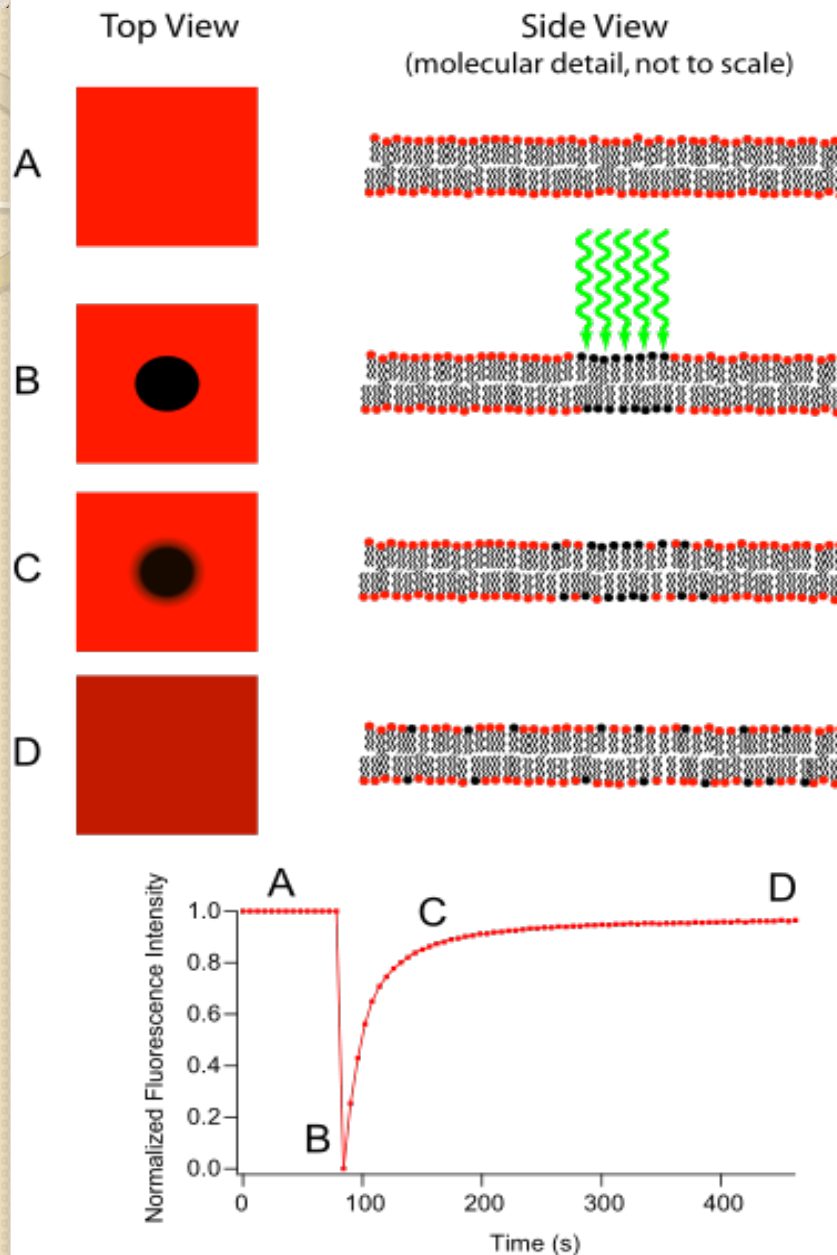 Top View
Side View
(molecular detail, not to scale)
A
B
C
D
A
B
C
D
Normalized Fluorescence Intensity
1.0
0.8
0.6
0.4
0.2
0.0
0
100
200
300
400
Time (s)